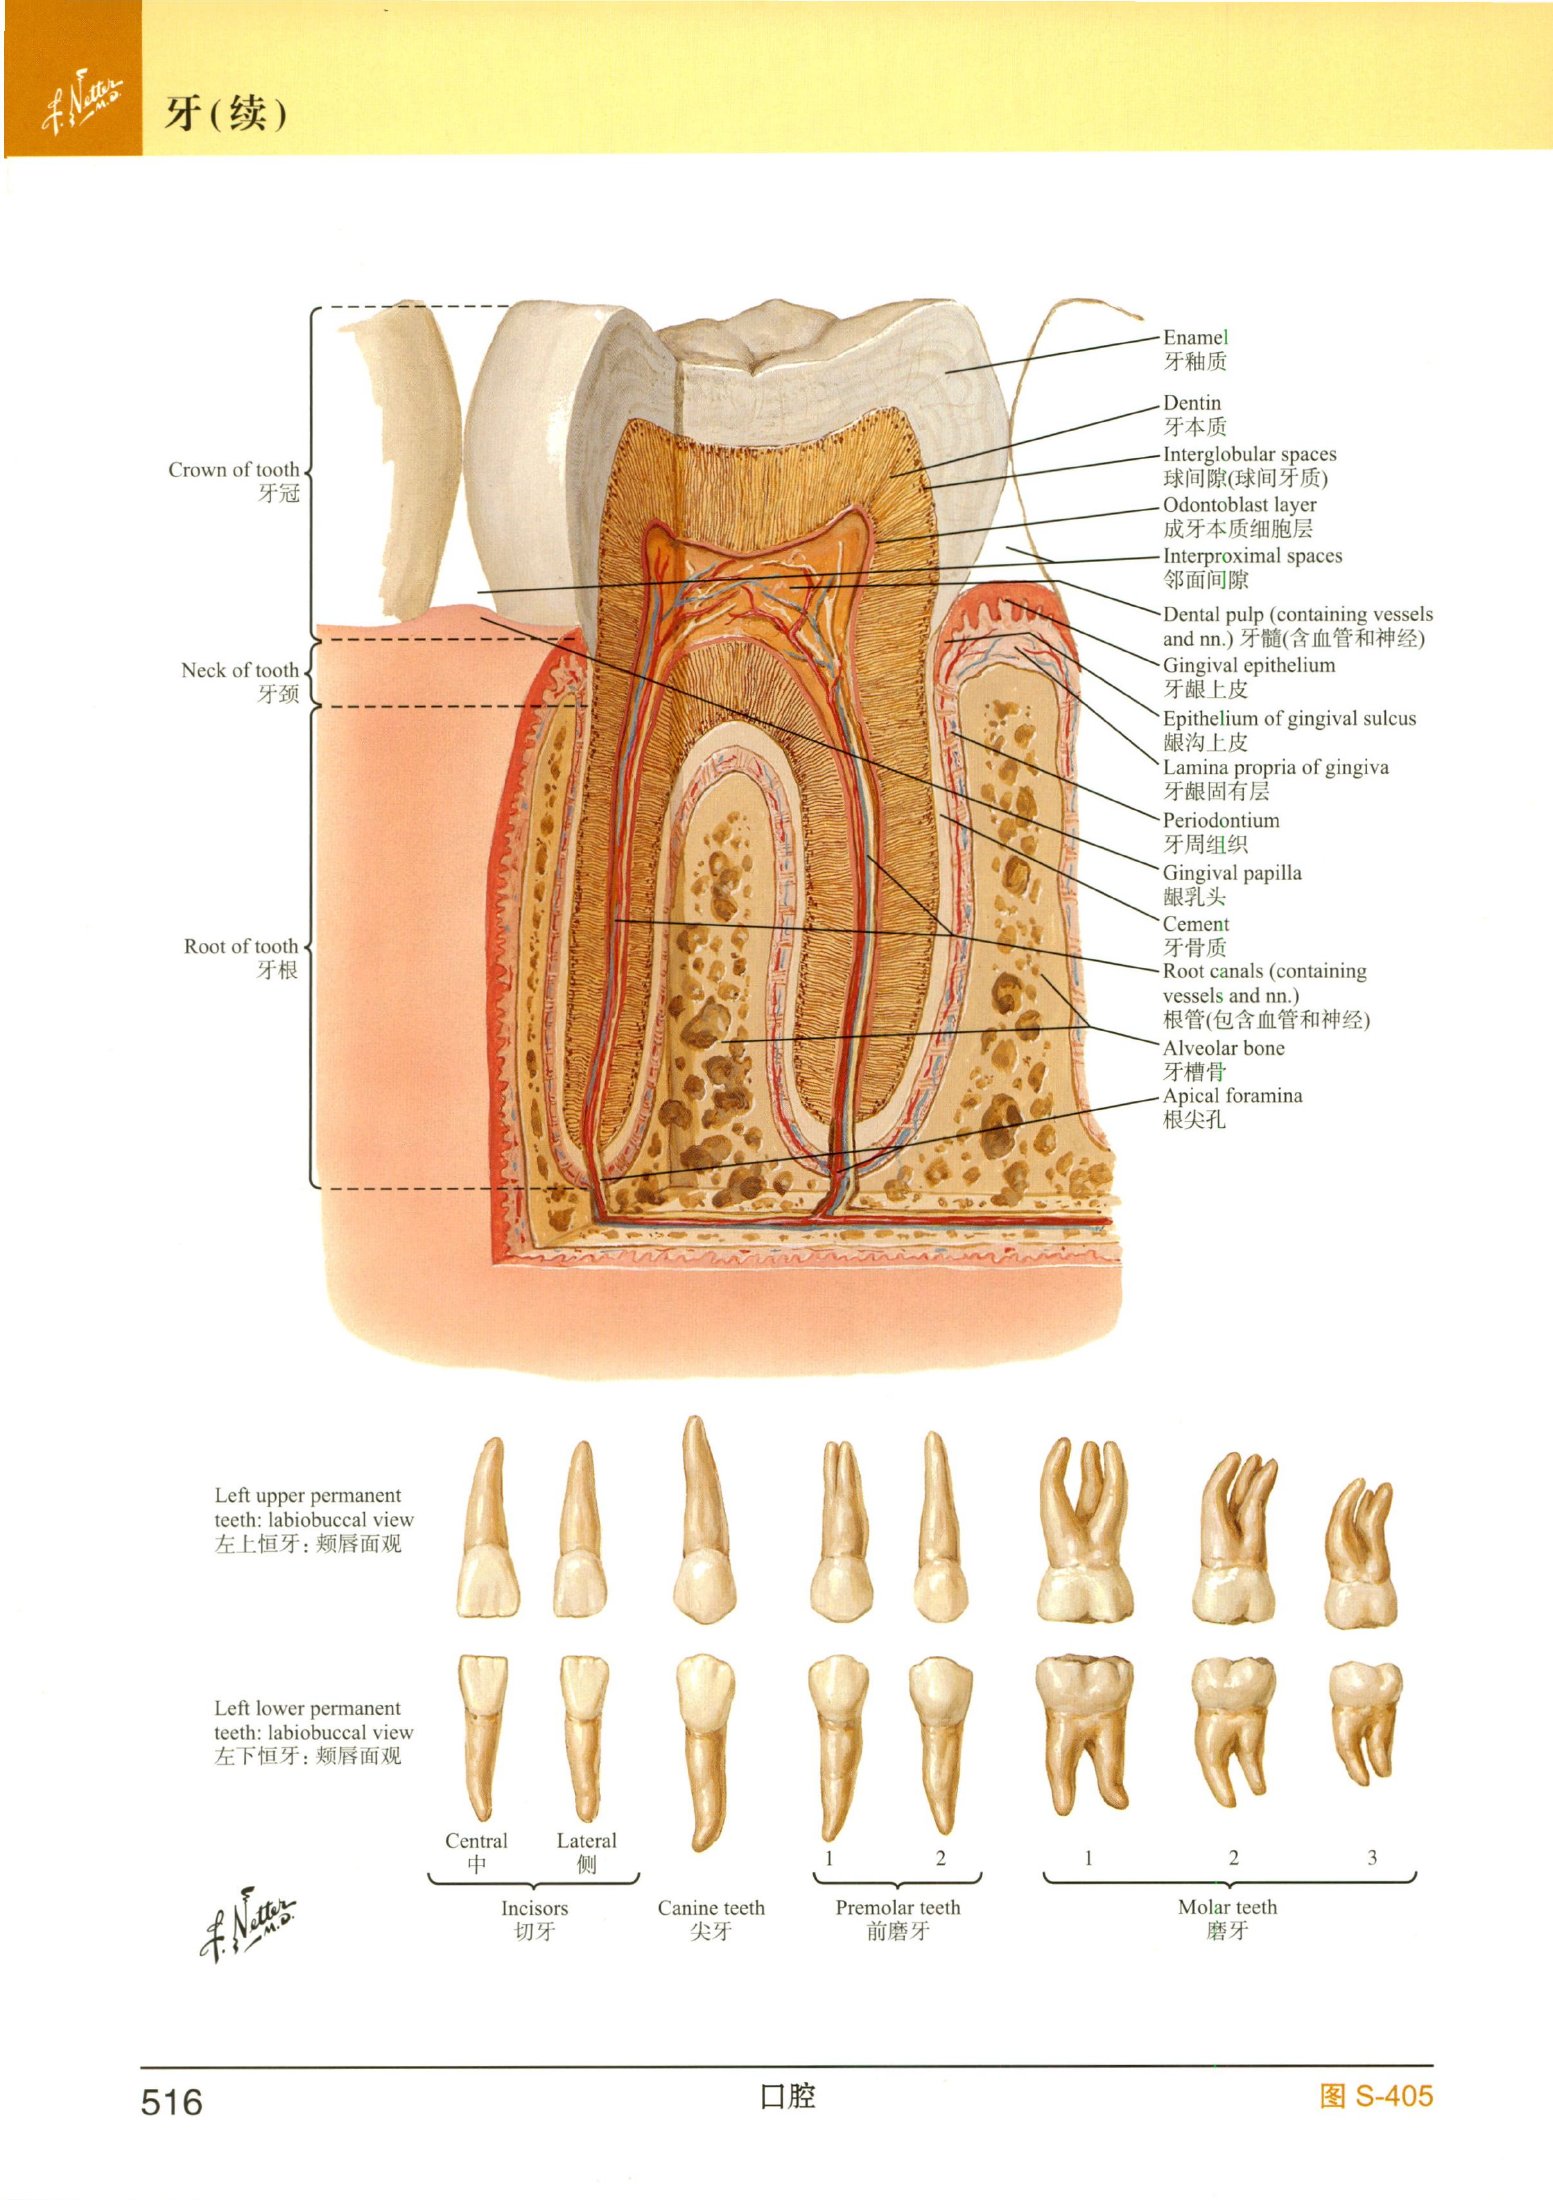 F. Netter M.D.
牙(续)
Enamel
牙釉质
Dentin
牙本质
Interglobular spaces
球间隙(球间牙质)
Odontoblast layer
成牙本质细胞层
Interproximal spaces
邻面间隙
Dental pulp (containing vessels
and nn.) 牙髓(含血管和神经)
Gingival epithelium
牙龈上皮
Epithelium of gingival sulcus
龈沟上皮
Lamina propria of gingiva
牙龈固有层
Periodontium
牙周组织
Gingival papilla
龈乳头
Cement
牙骨质
Root canals (containing
vessels and nn.)
根管(包含血管和神经)
Alveolar bone
牙槽骨
Apical foramina
根尖孔
Crown of tooth
牙冠
Neck of tooth
牙颈
Root of tooth
牙根
Left upper permanent
teeth: labiobuccal view
左上恒牙: 颊唇面观
Left lower permanent
teeth: labiobuccal view
左下恒牙: 颊唇面观
Central
中
Lateral
侧
1
2
1
2
3
Incisors
切牙
Canine teeth
尖牙
Premolar teeth
前磨牙
Molar teeth
磨牙
F. Netter M.D.
516
口腔
图 S-405